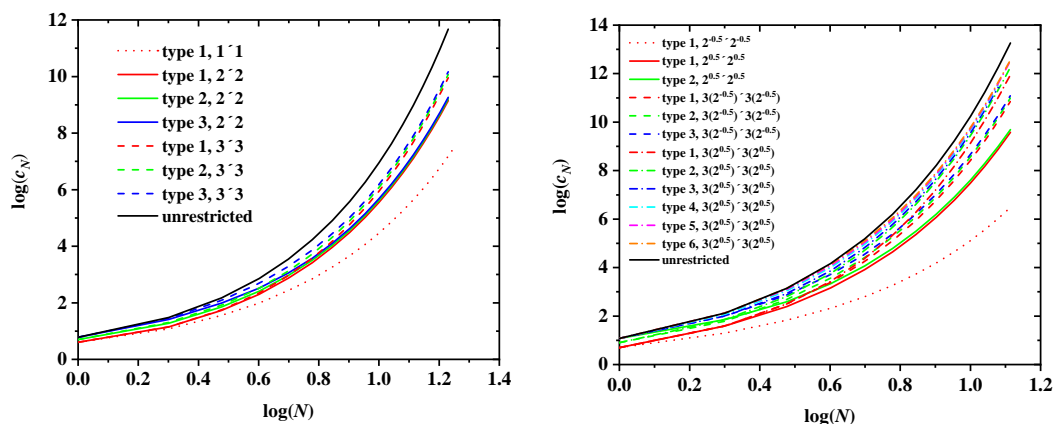 12
10
8
6
4
2
0
log(c_N)
type 1, 1´1
type 1, 2´2
type 2, 2´2
type 3, 2´2
type 1, 3´3
type 2, 3´3
type 3, 3´3
unrestricted
0.0 0.2 0.4 0.6 0.8 1.0 1.2 1.4
log(N)
14
12
10
8
6
4
2
0
log(c_N)
type 1, 2^-0.5´2^-0.5
type 1, 2^0.5´2^0.5
type 2, 2^0.5´2^0.5
type 1, 3(2^-0.5)´3(2^-0.5)
type 2, 3(2^-0.5)´3(2^-0.5)
type 3, 3(2^-0.5)´3(2^-0.5)
type 1, 3(2^0.5)´3(2^0.5)
type 2, 3(2^0.5)´3(2^0.5)
type 3, 3(2^0.5)´3(2^0.5)
type 4, 3(2^0.5)´3(2^0.5)
type 5, 3(2^0.5)´3(2^0.5)
type 6, 3(2^0.5)´3(2^0.5)
unrestricted
0.0 0.2 0.4 0.6 0.8 1.0 1.2
log(N)